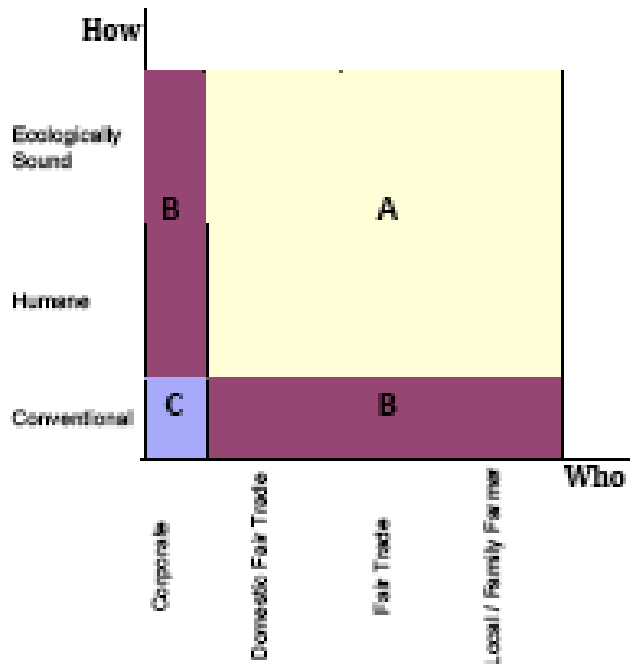 How
Ecologically
Sound
B
A
Humane
C
B
Conventional
Who
Corporate
Domestic Fair Trade
Fair Trade
Local / Family Farmer